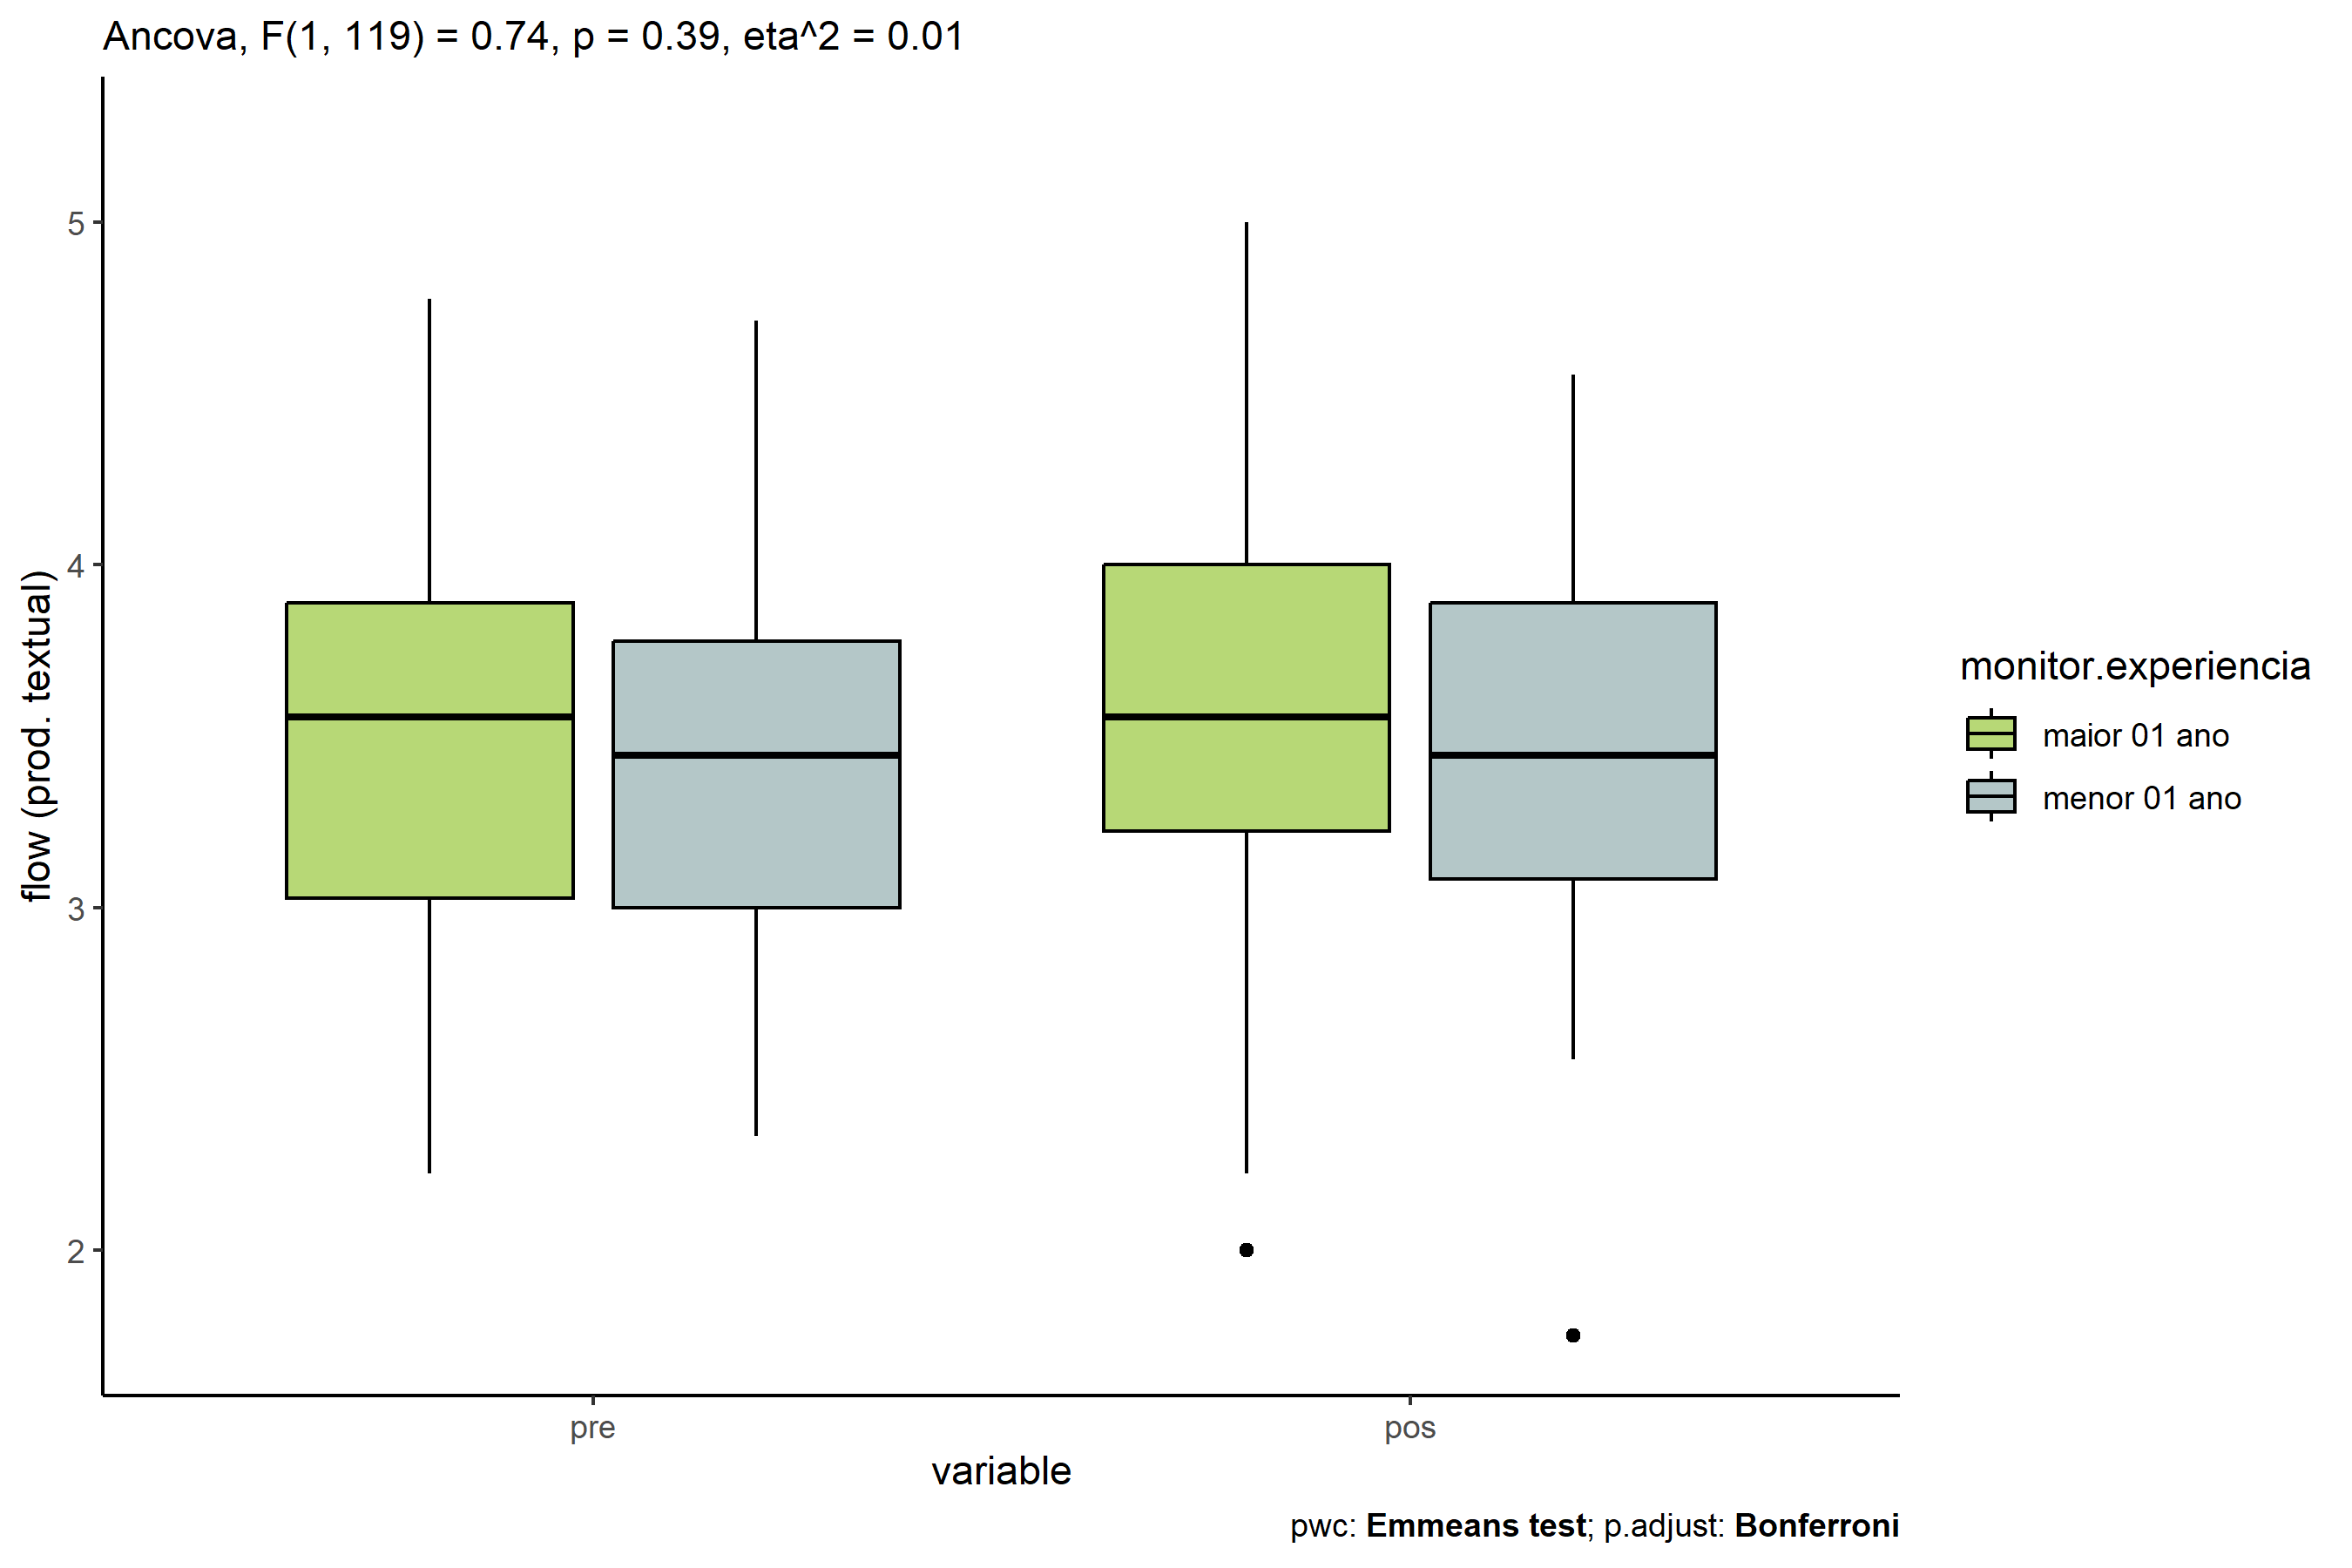 Ancova, F(1, 119) = 0.74, p = 0.39, eta^2 = 0.01
flow (prod. textual)
5
4
3
2
pre
pos
variable
monitor.experiencia
maior 01 ano
menor 01 ano
pwc: Emmeans test; p.adjust: Bonferroni